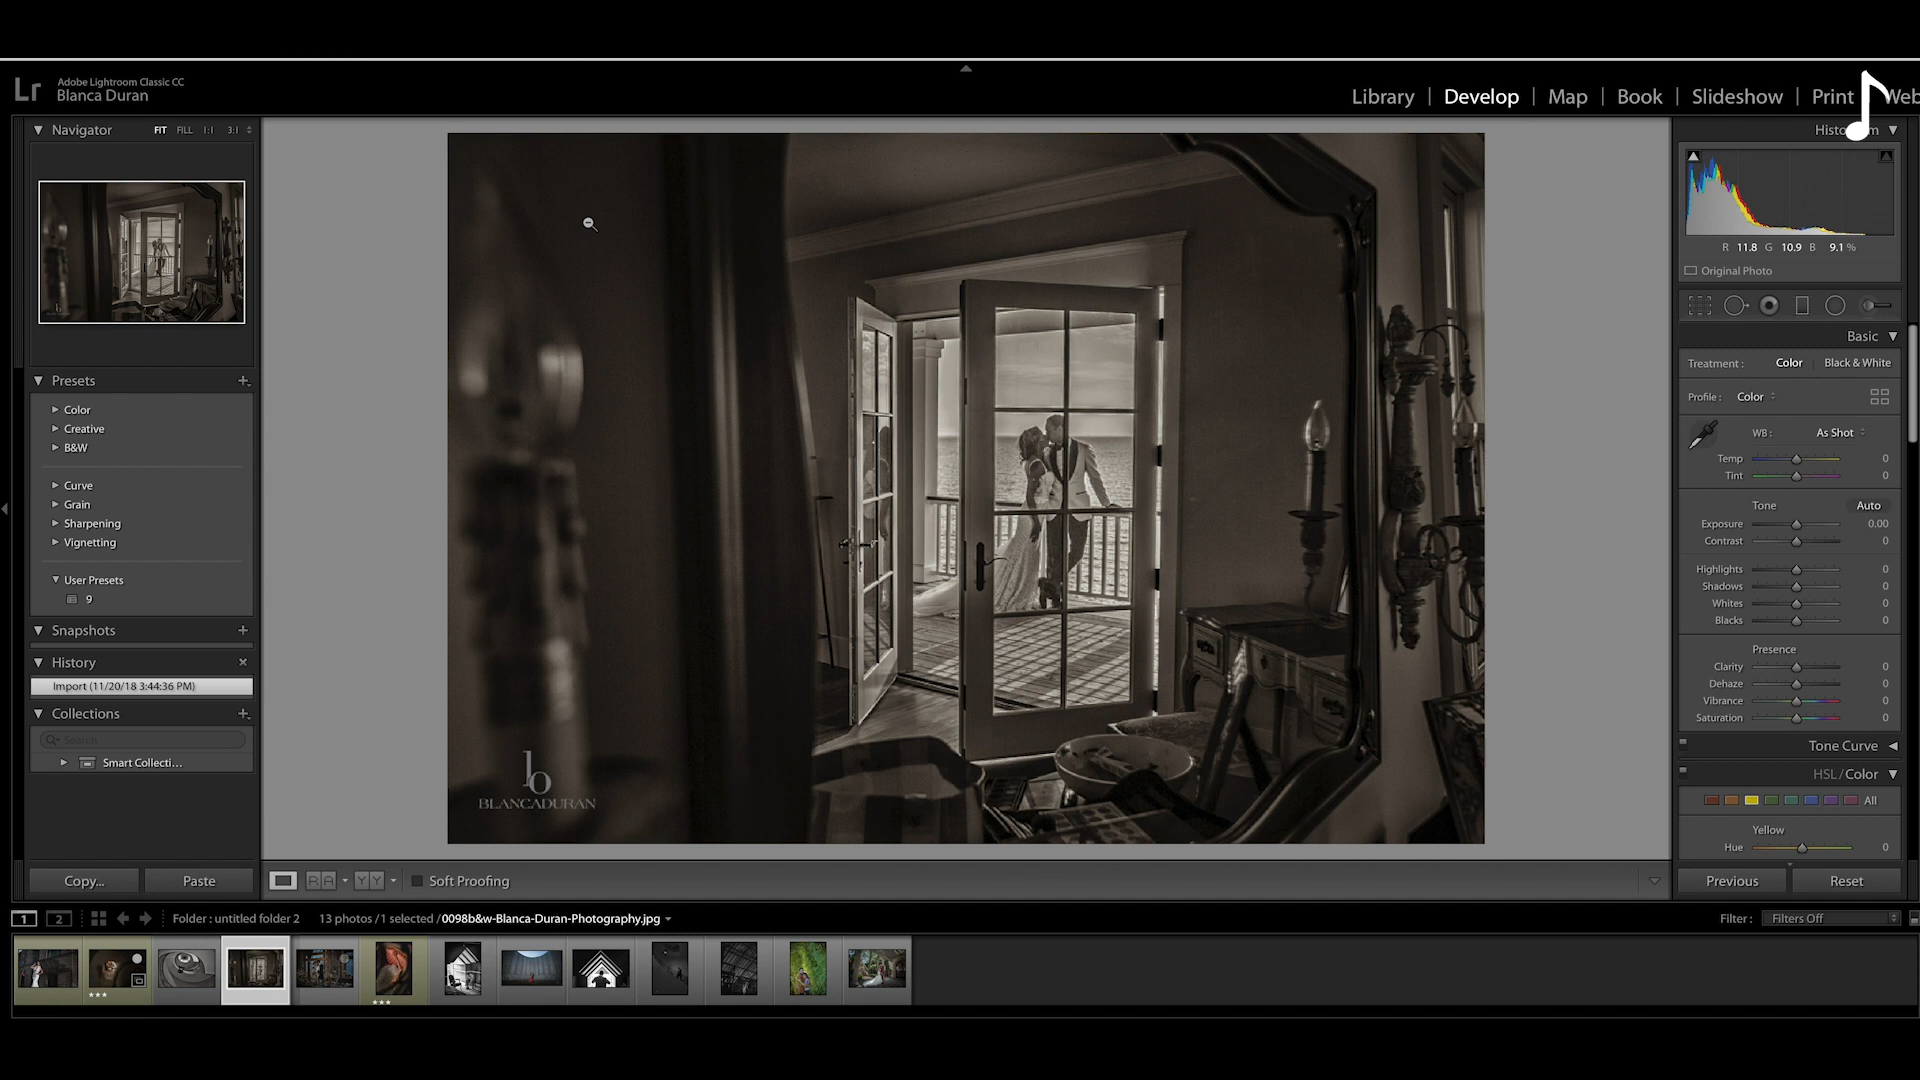 Lr
Adobe Lightroom Classic CC
Blanca Duran
Library | Develop | Map | Book | Slideshow | Print
Navigator FIT FILL 1:1 3:1
Presets
Color
Creative
B&W
Curve
Grain
Sharpening
Vignetting
User Presets
9
Snapshots
History
Import (11/20/18 3:44:36 PM)
Collections
Search
Smart Collecti...
Copy... Paste
BLANCADURAN
R 11.8 G 10.9 B 9.1 %
Original Photo
Basic
Treatment : Color Black & White
Profile : Color
WB : As Shot
Temp 0
Tint 0
Tone Auto
Exposure 0.00
Contrast 0
Highlights 0
Shadows 0
Whites 0
Blacks 0
Presence
Clarity 0
Dehaze 0
Vibrance 0
Saturation 0
Tone Curve
HSL / Color
All
Yellow
Hue 0
Previous Reset
RA YY Soft Proofing
1 2 Folder : untitled folder 2 13 photos / 1 selected / 0098b&w-Blanca-Duran-Photography.jpg
Filter : Filters Off